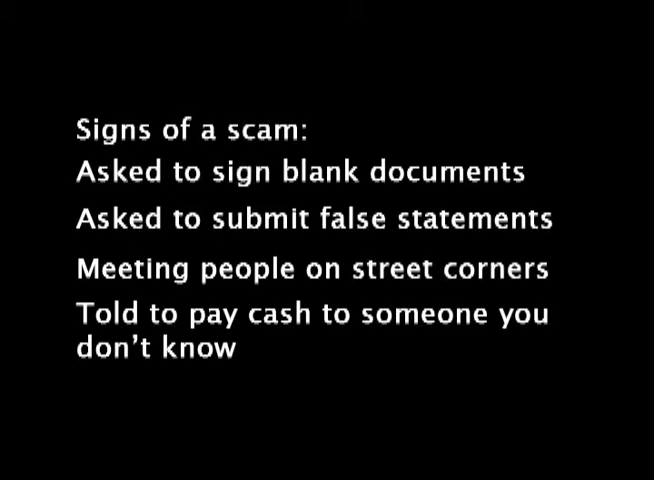 Signs of a scam:
Asked to sign blank documents
Asked to submit false statements
Meeting people on street corners
Told to pay cash to someone you
don’t know